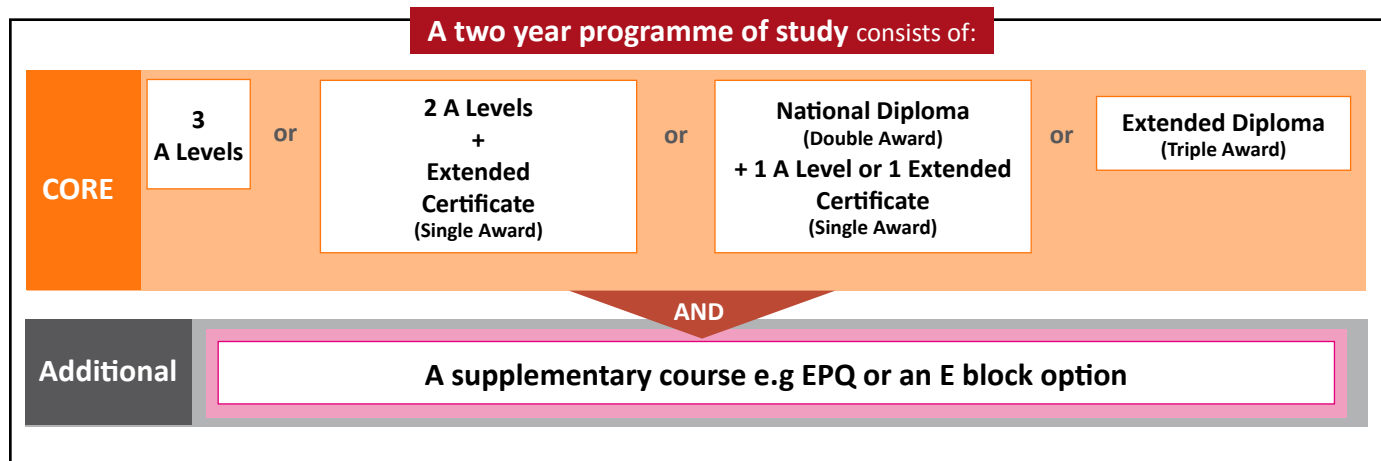 A two year programme of study consists of:
CORE
3
A Levels
or
2 A Levels
+
Extended
Certificate
(Single Award)
or
National Diploma
(Double Award)
+ 1 A Level or 1 Extended
Certificate
(Single Award)
or
Extended Diploma
(Triple Award)
AND
Additional
A supplementary course e.g EPQ or an E block option